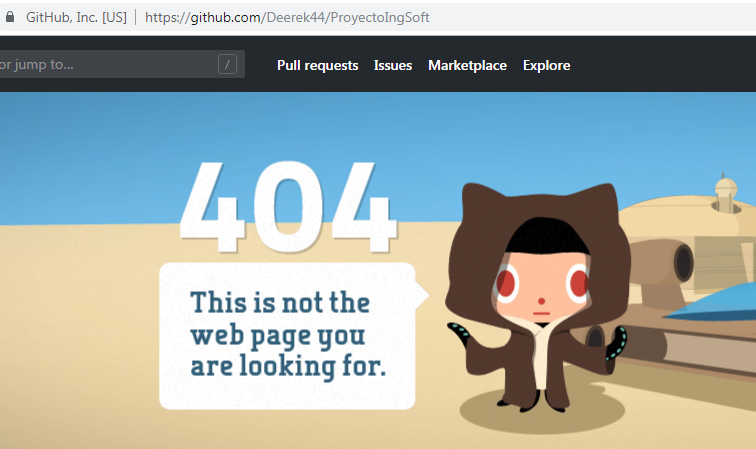 GitHub, Inc. [US] https://github.com/Deerek44/ProyectoIngSoft
or jump to... / Pull requests Issues Marketplace Explore
404
This is not the
web page you
are looking for.